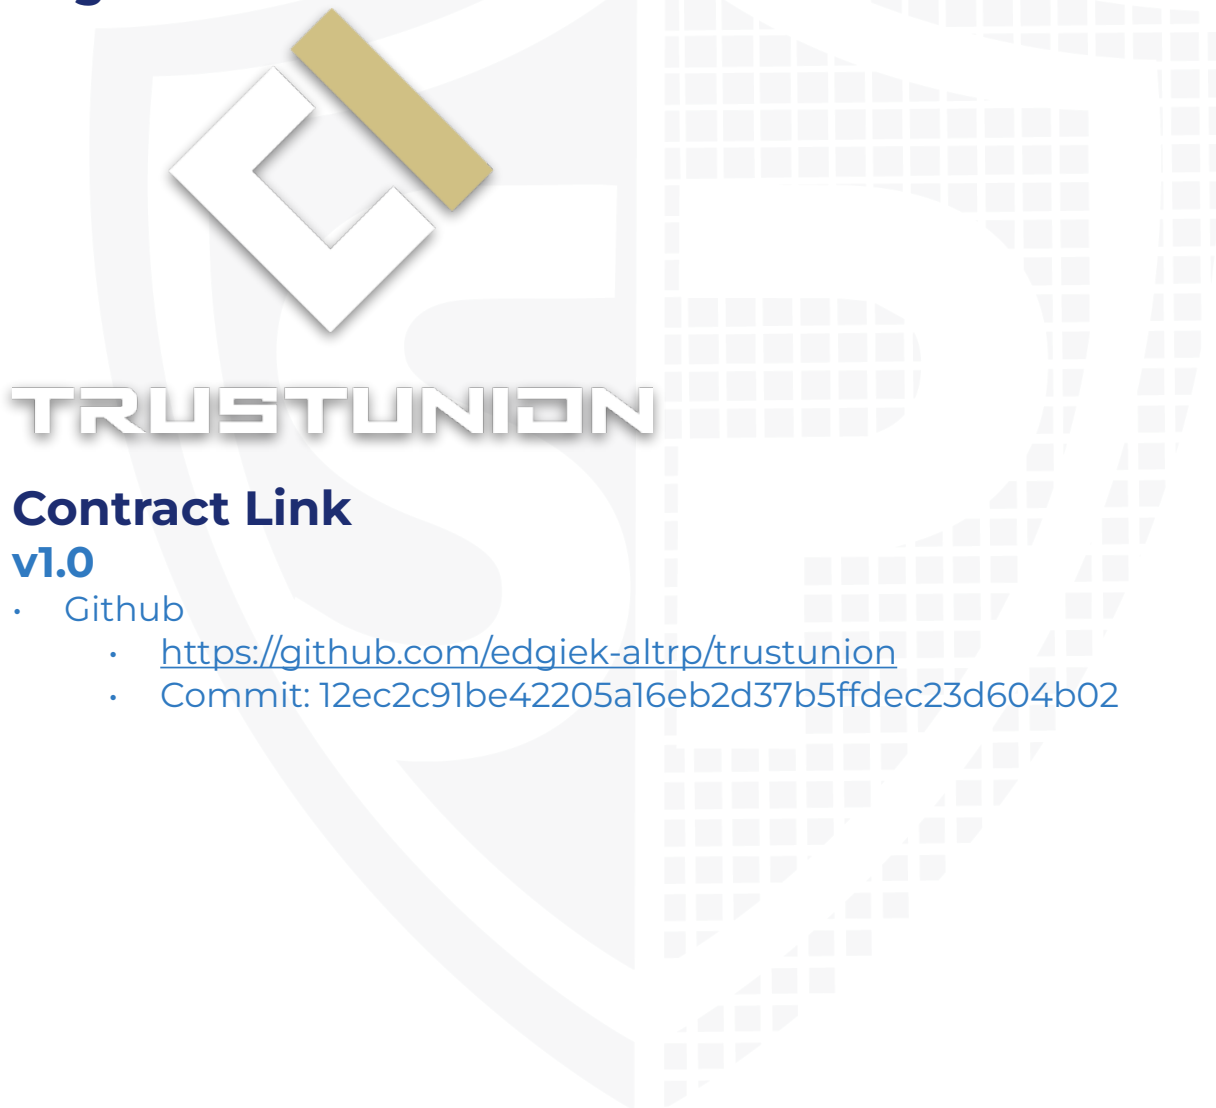 TRUSTUNION
Contract Link
v1.0
• Github
• https://github.com/edgiek-altrp/trustunion
• Commit: 12ec2c91be42205a16eb2d37b5ffdec23d604b02